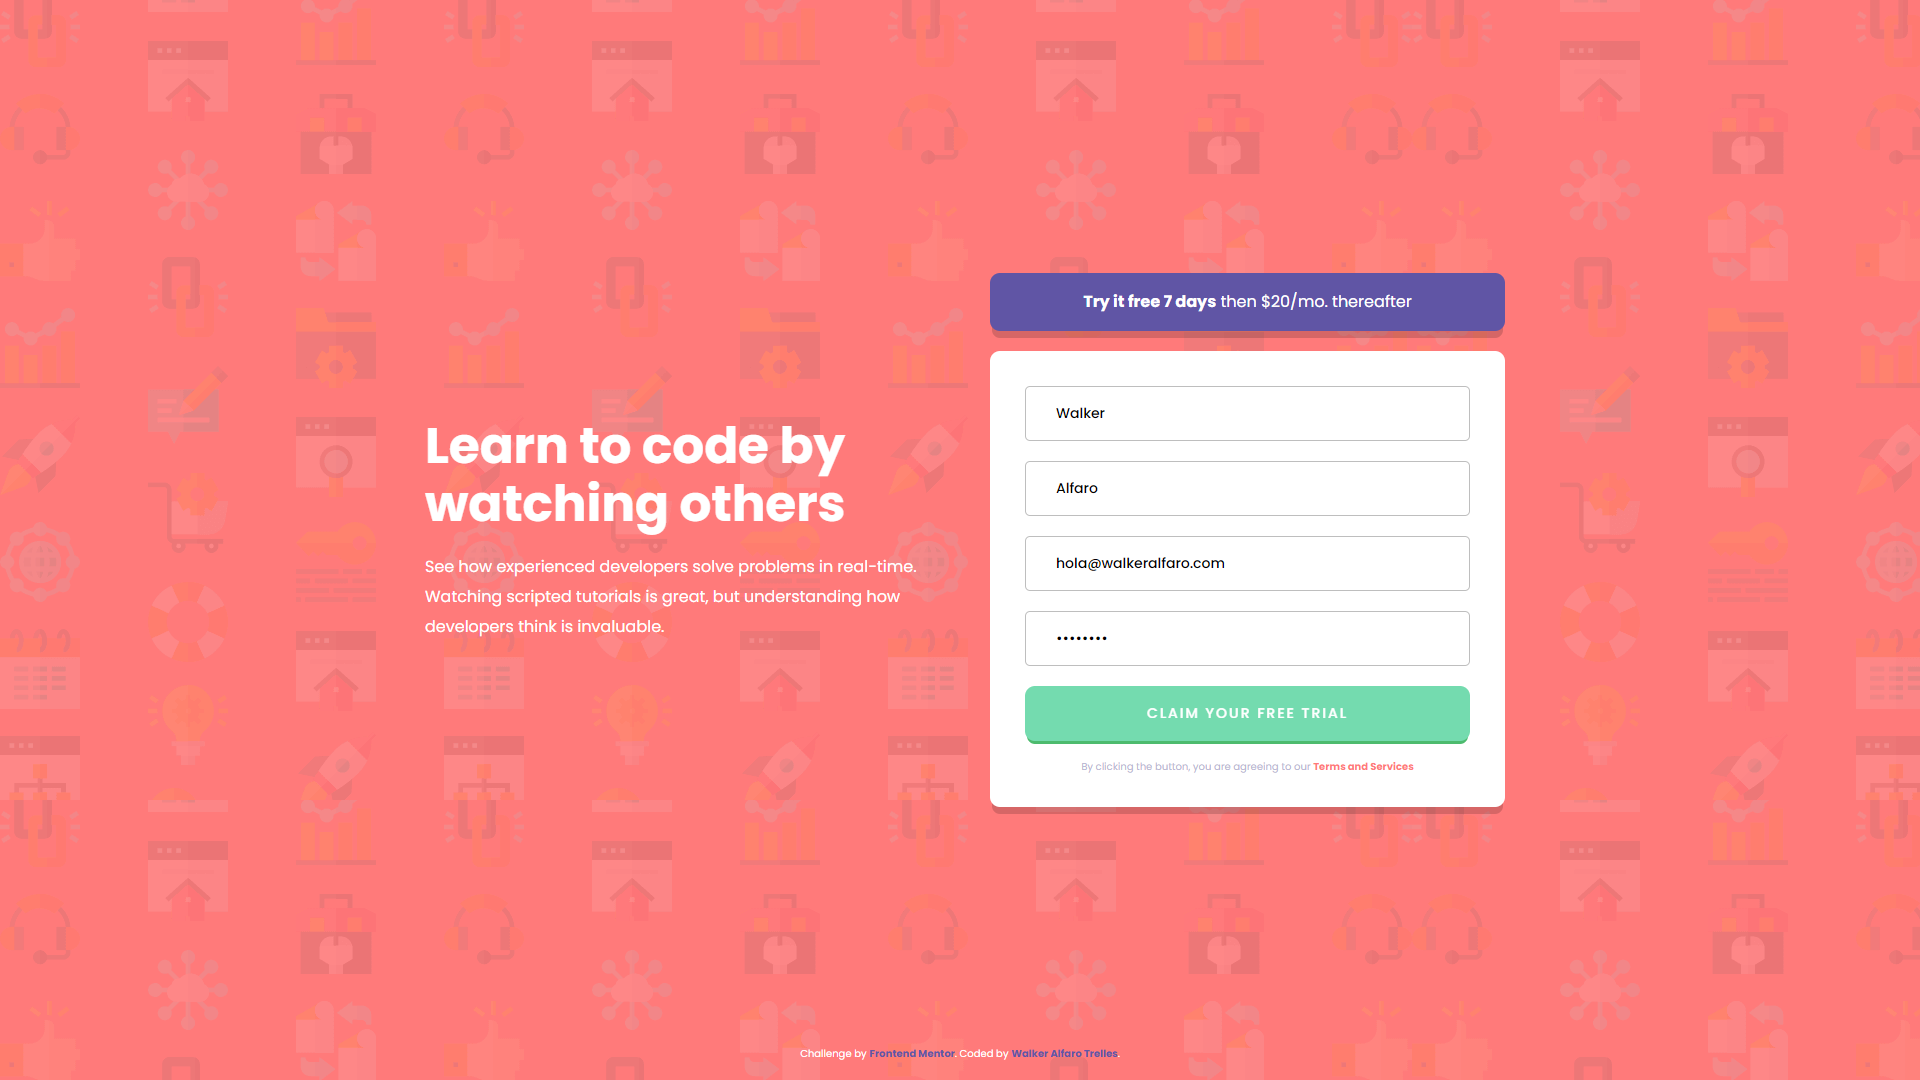 Learn to code by
watching others
See how experienced developers solve problems in real-time.
Watching scripted tutorials is great, but understanding how
developers think is invaluable.
Try it free 7 days then $20/mo. thereafter
Walker
Alfaro
hola@walkeralfaro.com
••••••••
CLAIM YOUR FREE TRIAL
By clicking the button, you are agreeing to our Terms and Services
Challenge by Frontend Mentor. Coded by Walker Alfaro Trelles.